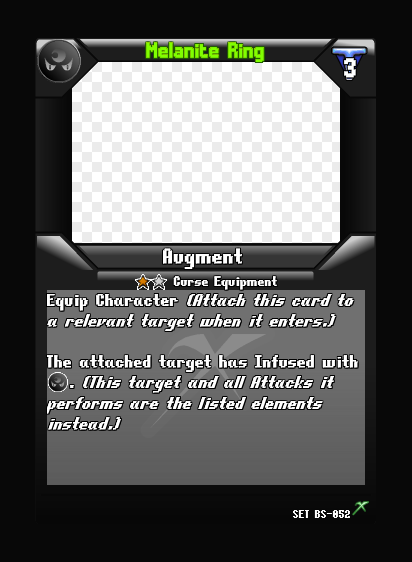 Melanite Ring
3
Augment
Curse Equipment
Equip Character (Attach this card to
a relevant target when it enters.)
The attached target has Infused with
. (This target and all Attacks it
performs are the listed elements
instead.)
SET BS-052